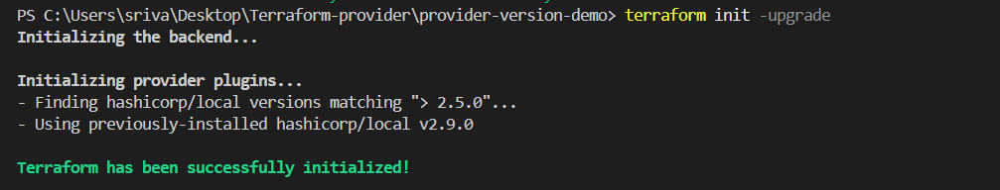 PS C:\Users\sriva\Desktop\Terraform-provider\provider-version-demo> terraform init -upgrade
Initializing the backend...
Initializing provider plugins...
- Finding hashicorp/local versions matching "> 2.5.0"...
- Using previously-installed hashicorp/local v2.9.0
Terraform has been successfully initialized!